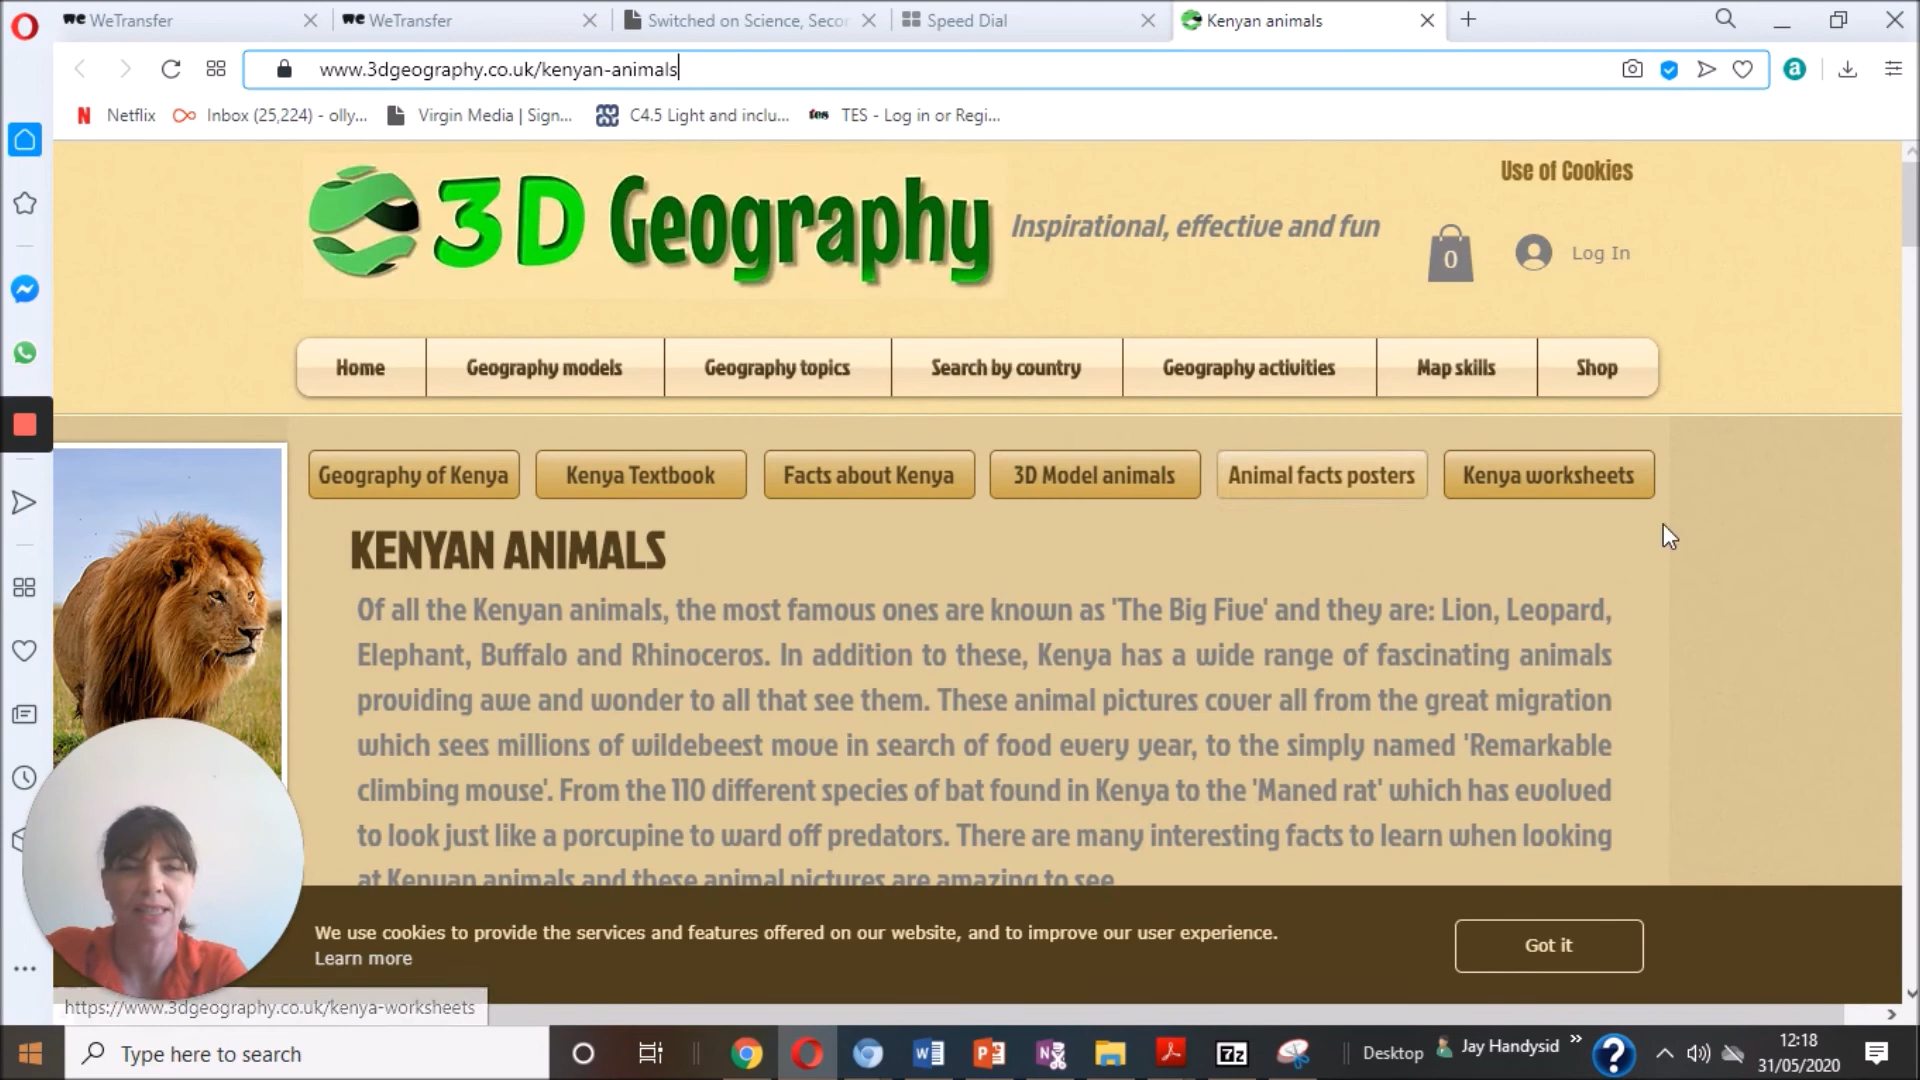 WeTransfer
WeTransfer
Switched on Science, Secor
Speed Dial
Kenyan animals
www.3dgeography.co.uk/kenyan-animals
a
N Netflix
Inbox (25,224) - olly...
Virgin Media | Sign...
C4.5 Light and inclu...
tes TES - Log in or Regi...
Use of Cookies
3D Geography
Inspirational, effective and fun
0
Log In
Home
Geography models
Geography topics
Search by country
Geography activities
Map skills
Shop
Geography of Kenya
Kenya Textbook
Facts about Kenya
3D Model animals
Animal facts posters
Kenya worksheets
KENYAN ANIMALS
Of all the Kenyan animals, the most famous ones are known as 'The Big Five' and they are: Lion, Leopard,
Elephant, Buffalo and Rhinoceros. In addition to these, Kenya has a wide range of fascinating animals
providing awe and wonder to all that see them. These animal pictures cover all from the great migration
which sees millions of wildebeest move in search of food every year, to the simply named 'Remarkable
climbing mouse'. From the 110 different species of bat found in Kenya to the 'Maned rat' which has evolved
to look just like a porcupine to ward off predators. There are many interesting facts to learn when looking
at Kenyan animals and these animal pictures are amazing to see
We use cookies to provide the services and features offered on our website, and to improve our user experience.
Learn more
Got it
https://www.3dgeography.co.uk/kenya-worksheets
Type here to search
7z
Desktop
Jay Handysid
12:18
31/05/2020